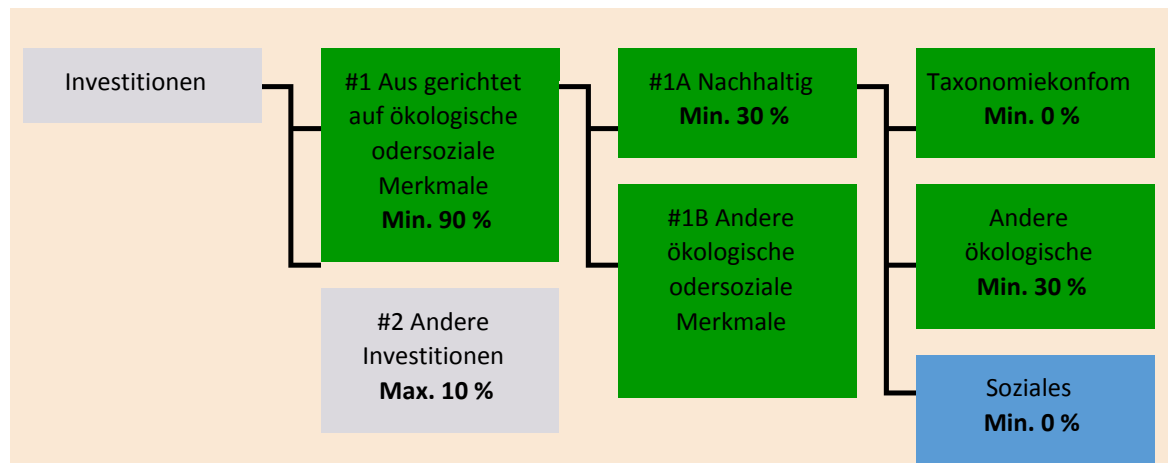 Investitionen
#1 Aus gerichtet
auf ökologische
odersoziale
Merkmale
Min. 90 %
#2 Andere
Investitionen
Max. 10 %
#1A Nachhaltig
Min. 30 %
#1B Andere
ökologische
odersoziale
Merkmale
Taxonomiekonfom
Min. 0 %
Andere
ökologische
Min. 30 %
Soziales
Min. 0 %